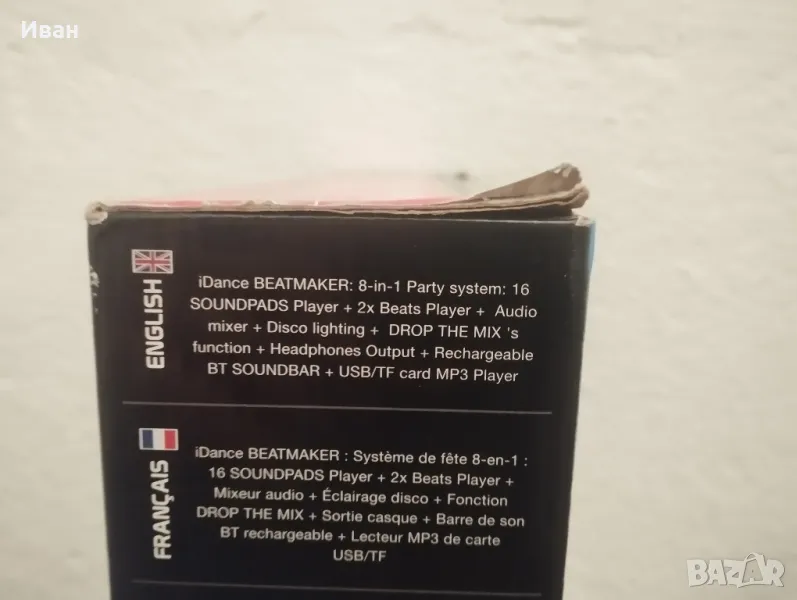 Иван
ENGLISH
iDance BEATMAKER: 8-in-1 Party system: 16
SOUNDPADS Player + 2x Beats Player + Audio
mixer + Disco lighting + DROP THE MIX 's
function + Headphones Output + Rechargeable
BT SOUNDBAR + USB/TF card MP3 Player
FRANÇAIS
iDance BEATMAKER : Système de fête 8-en-1 :
16 SOUNDPADS Player + 2x Beats Player +
Mixeur audio + Éclairage disco + Fonction
DROP THE MIX + Sortie casque + Barre de son
BT rechargeable + Lecteur MP3 de carte
USB/TF
BAZAR